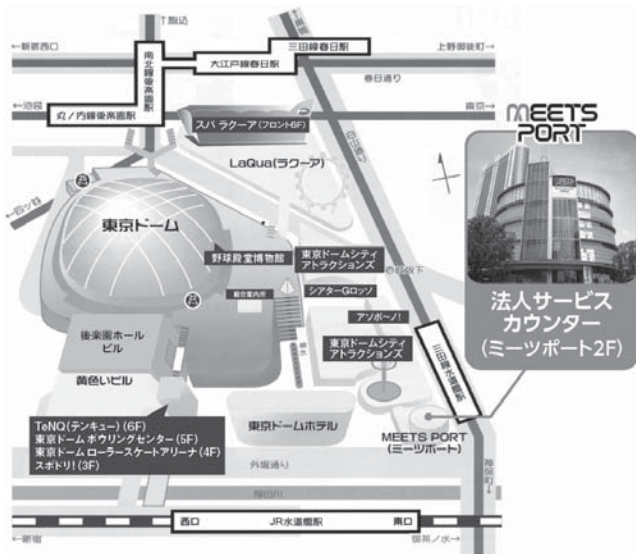 ↑駒込
←新宿西口
南北線後楽園駅
三田線春日駅
大江戸線春日駅
上野御徒町→
春日通り
←池袋
丸ノ内線後楽園駅
東京→
スパ ラクーア(フロント6F)
白山通り
LaQua(ラクーア)
MEETS
PORT
←四ツ谷
東京ドーム
野球殿堂博物館
東京ドームシティ
アトラクションズ
総合案内所
シアターGロッソ
アソボ〜ノ!
東京ドームシティ
アトラクションズ
後楽園ホール
ビル
黄色いビル
三田線水道橋駅
法人サービス
カウンター
(ミーツポート2F)
TeNQ(テンキュー)(6F)
東京ドーム ボウリングセンター(5F)
東京ドーム ローラースケートアリーナ(4F)
スポドリ!(3F)
東京ドームホテル
MEETS PORT
(ミーツポート)
外堀通り
神田川
神保町→
西口
JR水道橋駅
東口
←新宿
御茶ノ水→